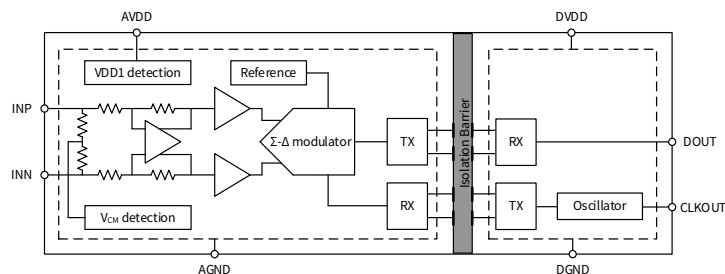 AVDD
DVDD
VDD1 detection
Reference
INP
Σ-Δ modulator
TX
Isolation Barrier
RX
DOUT
INN
VCM detection
RX
TX
Oscillator
CLKOUT
AGND
DGND